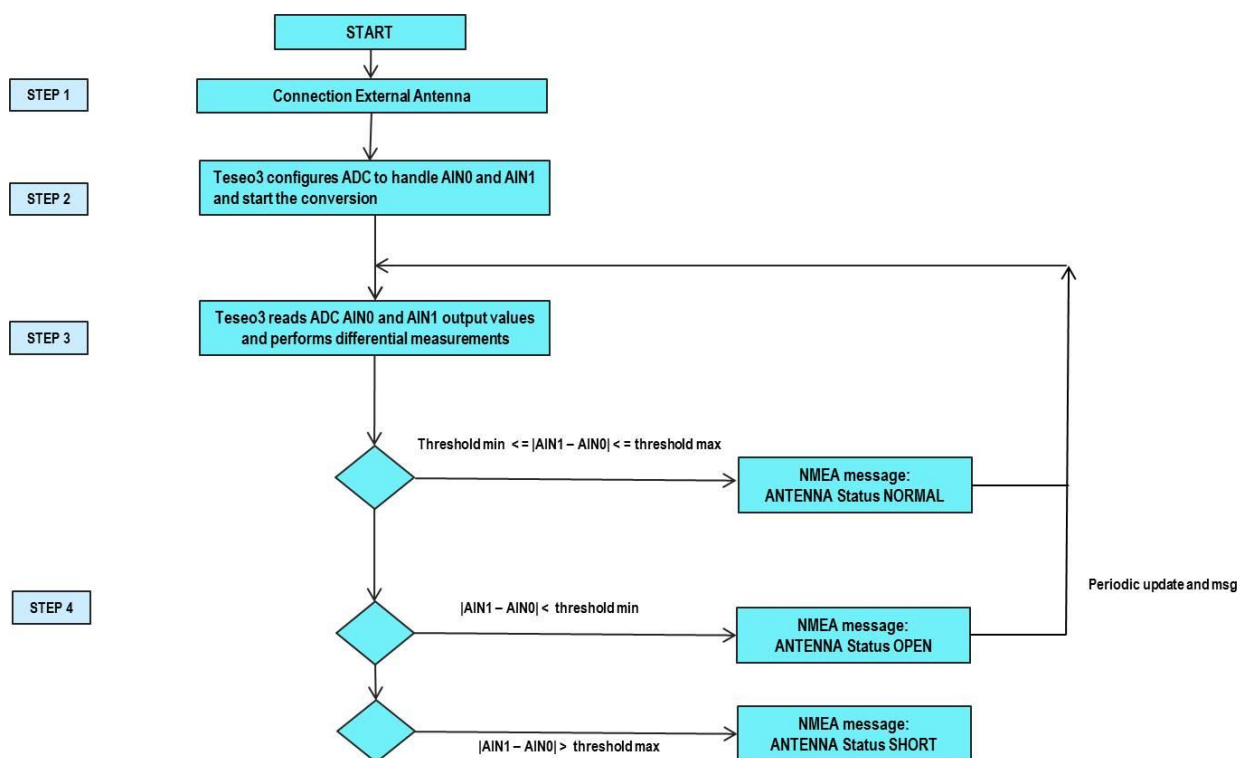 START
STEP 1
Connection External Antenna
STEP 2
Teseo3 configures ADC to handle AIN0 and AIN1
and start the conversion
STEP 3
Teseo3 reads ADC AIN0 and AIN1 output values
and performs differential measurements
Threshold min < = |AIN1 – AIN0| < = threshold max
NMEA message:
ANTENNA Status NORMAL
Periodic update and msg
STEP 4
|AIN1 – AIN0| < threshold min
NMEA message:
ANTENNA Status OPEN
|AIN1 – AIN0| > threshold max
NMEA message:
ANTENNA Status SHORT